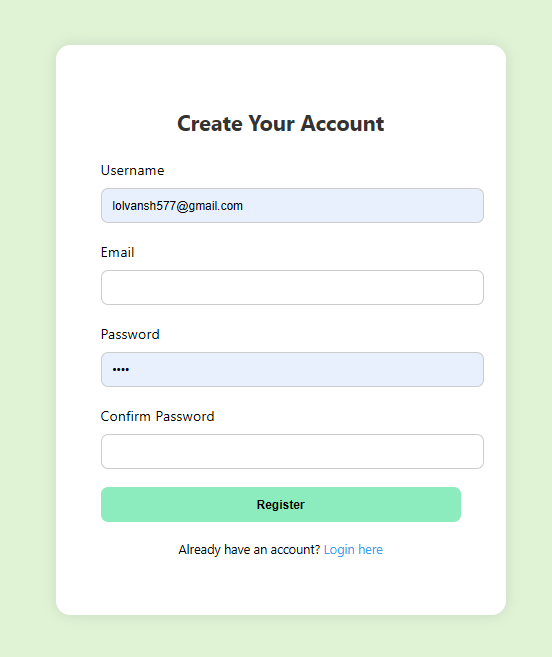 Create Your Account
Username
lolvansh577@gmail.com
Email
Password
••••
Confirm Password
Register
Already have an account? Login here